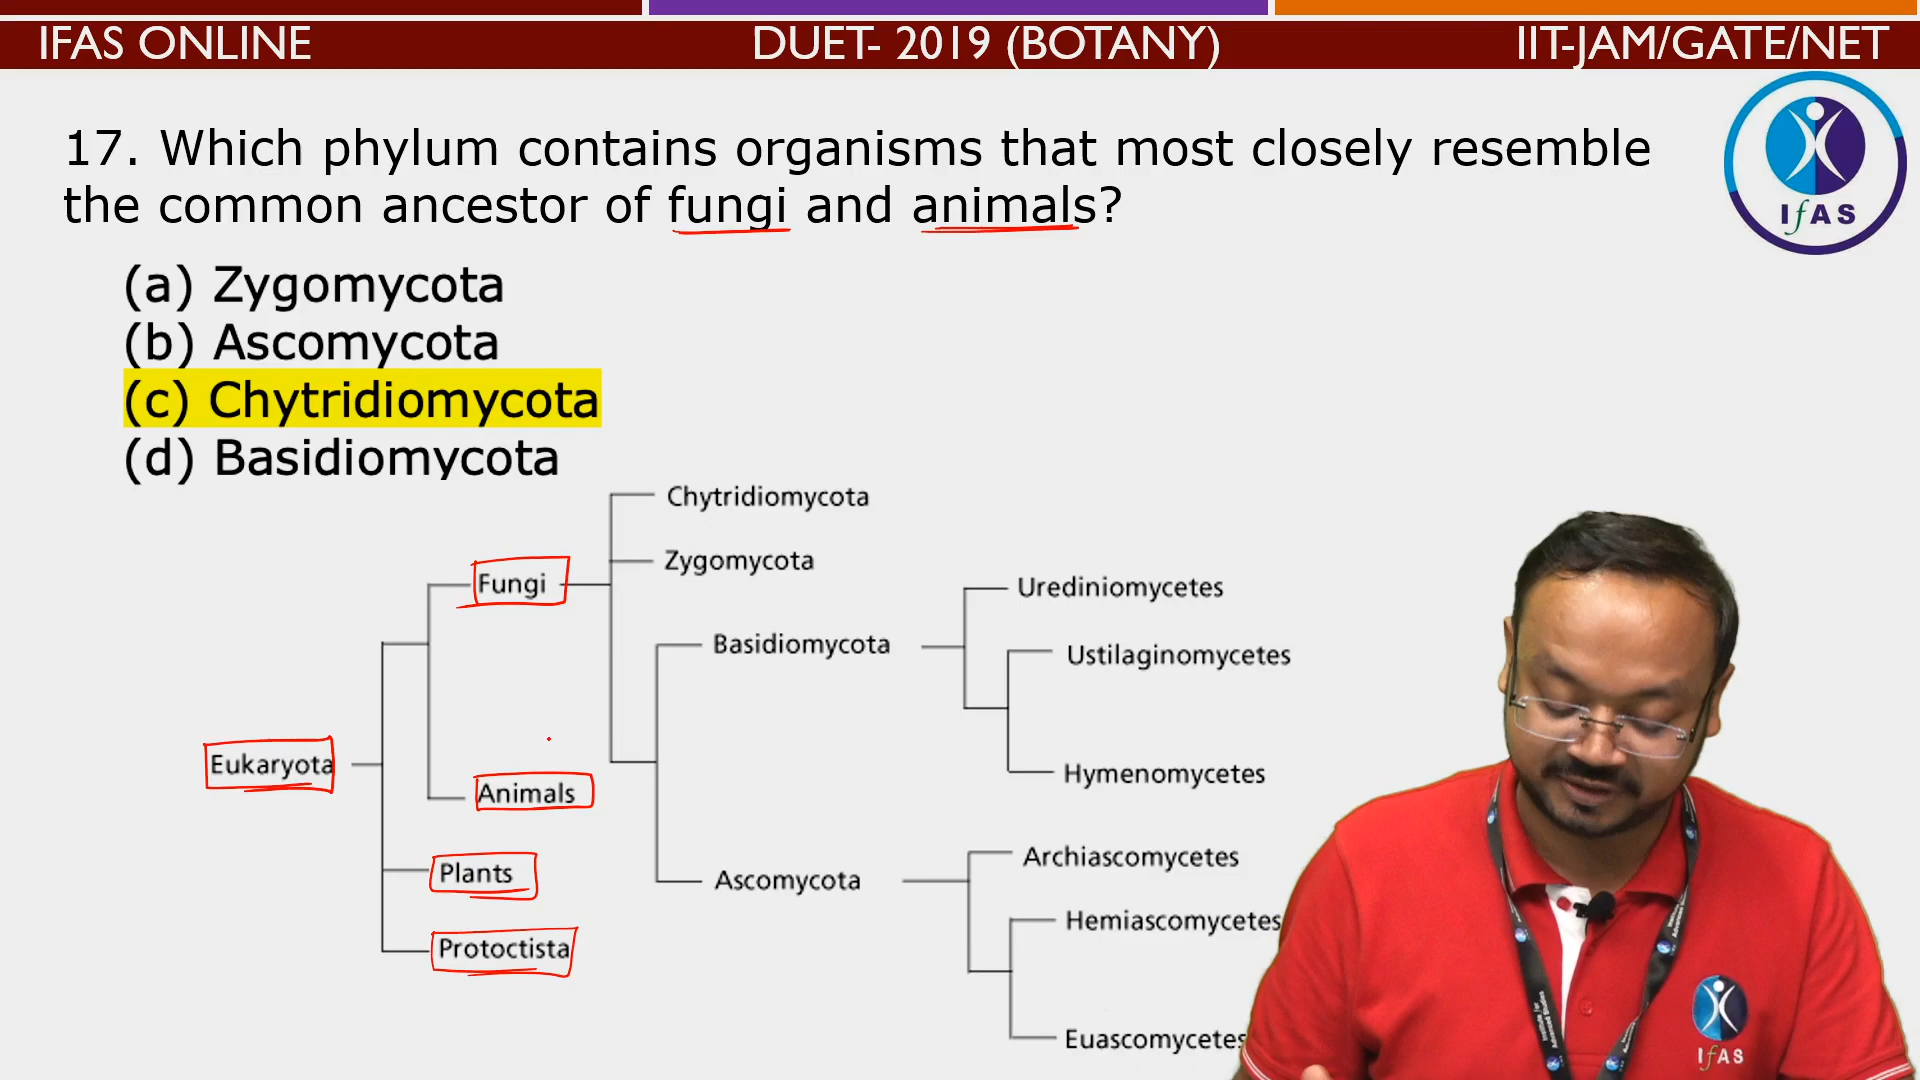 IFAS ONLINE
DUET- 2019 (BOTANY)
IIT-JAM/GATE/NET
17. Which phylum contains organisms that most closely resemble
the common ancestor of fungi and animals?
IfAS
(a) Zygomycota
(b) Ascomycota
(c) Chytridiomycota
(d) Basidiomycota
Chytridiomycota
Zygomycota
Fungi
Urediniomycetes
Basidiomycota
Ustilaginomycetes
Eukaryota
Hymenomycetes
Animals
Archiascomycetes
Plants
Ascomycota
Hemiascomycetes
Protoctista
Euascomycetes
IfAS